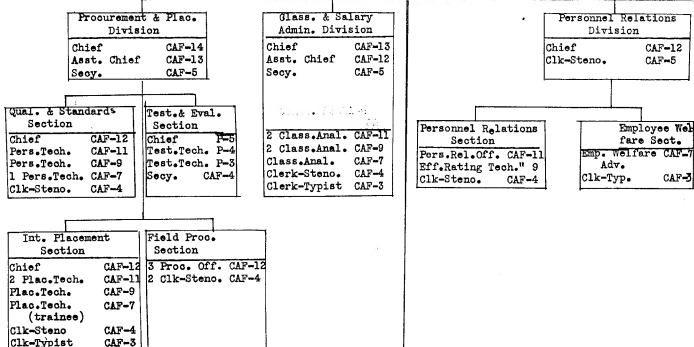 Procurement & Plac.
Division
Chief CAF-14
Asst. Chief CAF-13
Secy. CAF-5
Class. & Salary
Admin. Division
Chief CAF-13
Asst. Chief CAF-12
Secy. CAF-5
2 Class.Anal. CAF-11
2 Class.Anal. CAF-9
Class.Anal. CAF-7
Clerk-Steno. CAF-4
Clerk-Typist CAF-3
Personnel Relations
Division
Chief CAF-12
Clk-Steno. CAF-5
Qual. & Standards
Section
Chief CAF-12
Pers.Tech. CAF-11
Pers.Tech. CAF-9
1 Pers.Tech. CAF-7
Clk-Steno. CAF-4
Test.& Eval.
Section
Chief P-5
Test.Tech. P-4
Test.Tech. P-3
Secy. CAF-4
Personnel Relations
Section
Pers.Rel.Off. CAF-11
Eff.Rating Tech." 9
Clk-Steno. CAF-4
Employee Wel
fare Sect.
Emp. Welfare CAF-7
Adv.
Clk-Typ. CAF-3
Int. Placement
Section
Chief CAF-12
2 Plac.Tech. CAF-11
Plac.Tech. CAF-9
Plac.Tech. CAF-7
(trainee)
Clk-Steno CAF-4
Clk-Typist CAF-3
Field Proc.
Section
3 Proc. Off. CAF-12
2 Clk-Steno. CAF-4